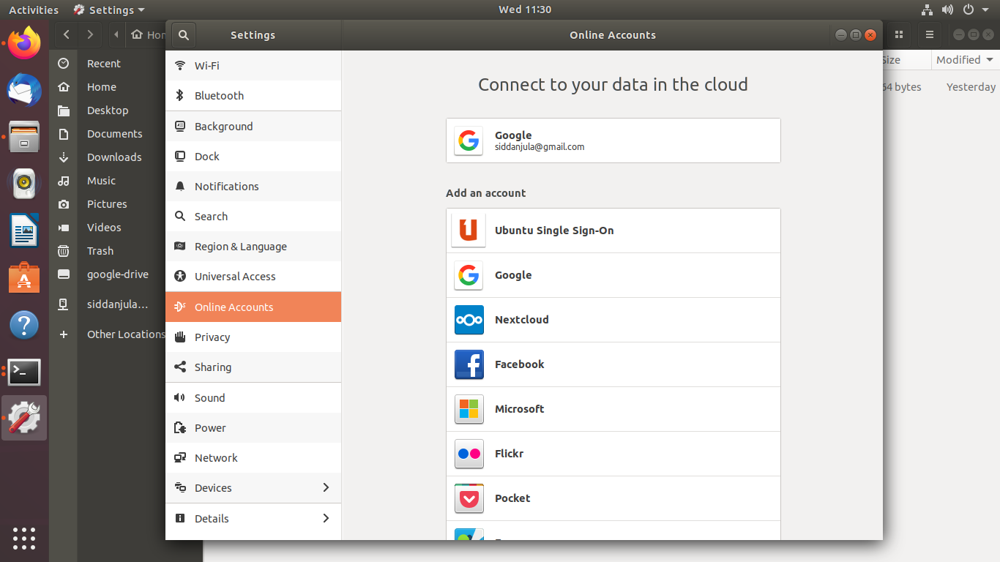 Activities
Settings
Wed 11:30
Settings
Online Accounts
Size
Modified
64 bytes
Yesterday
Recent
Home
Desktop
Documents
Downloads
Music
Pictures
Videos
Trash
google-drive
siddanjula…
Other Locations
Wi-Fi
Bluetooth
Background
Dock
Notifications
Search
Region & Language
Universal Access
Online Accounts
Privacy
Sharing
Sound
Power
Network
Devices
Details
Connect to your data in the cloud
Google
siddanjula@gmail.com
Add an account
Ubuntu Single Sign-On
Google
Nextcloud
Facebook
Microsoft
Flickr
Pocket